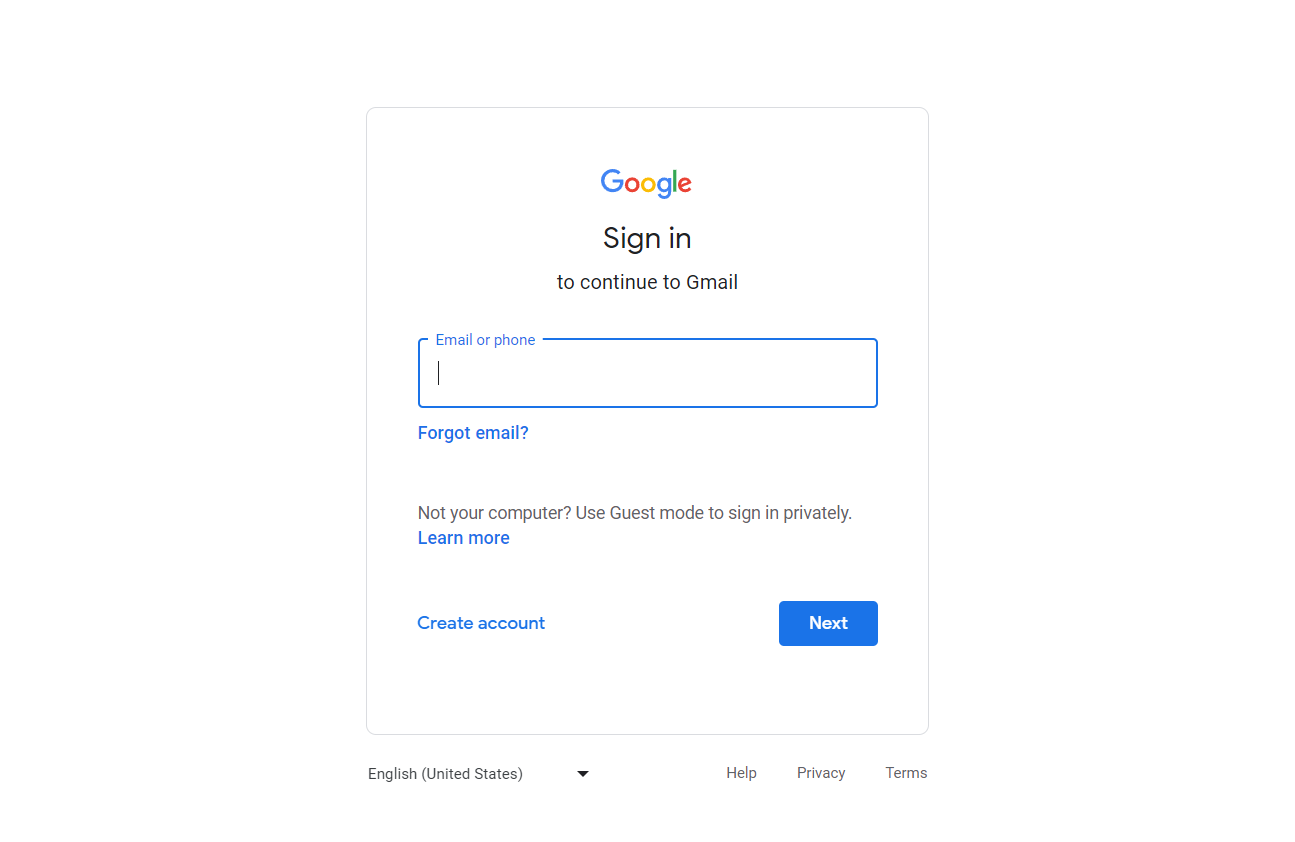 Google
Sign in
to continue to Gmail
Email or phone
Forgot email?
Not your computer? Use Guest mode to sign in privately.
Learn more
Create account
Next
English (United States)
Help
Privacy
Terms